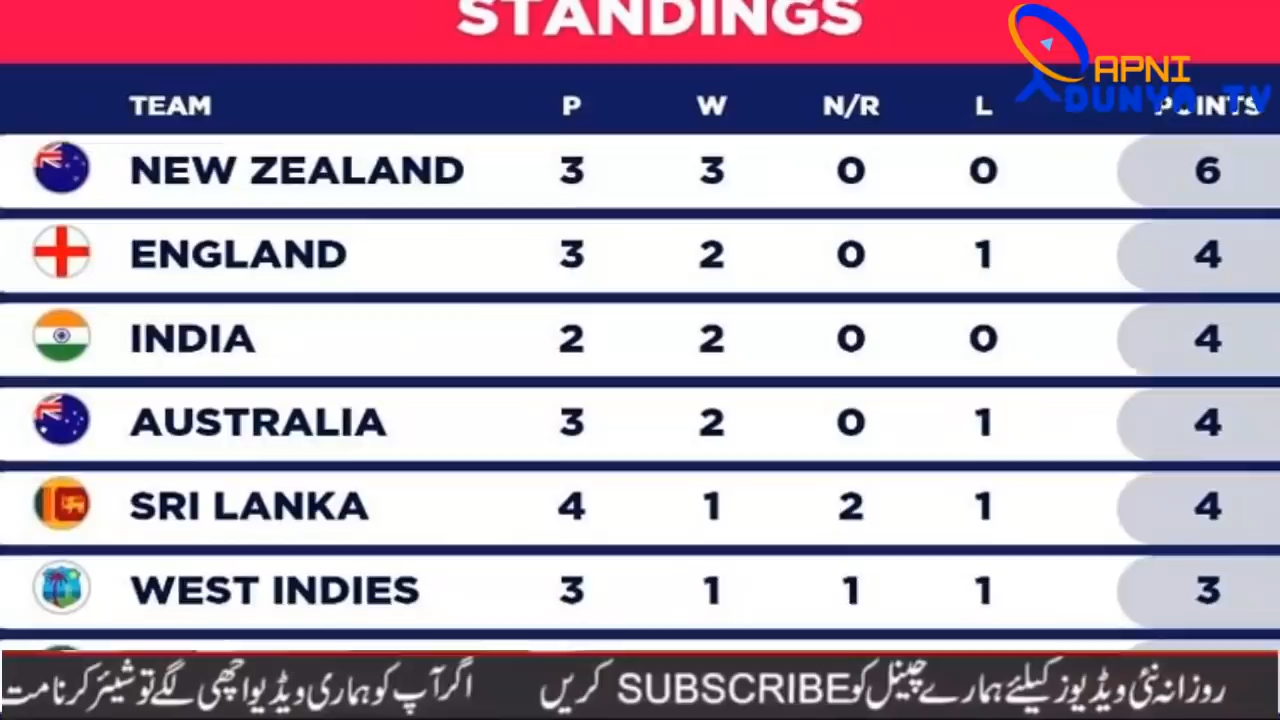 STANDINGS
APNI
DUNYA TV
TEAM P W N/R L POINTS
NEW ZEALAND 3 3 0 0 6
ENGLAND 3 2 0 1 4
INDIA 2 2 0 0 4
AUSTRALIA 3 2 0 1 4
SRI LANKA 4 1 2 1 4
WEST INDIES 3 1 1 1 3
روزانہ نئی ویڈیوز کیلئے ہمارے چینل کو SUBSCRIBE کریں اگر آپ کو ہماری ویڈیو اچھی لگے تو شیئر کرنا مت